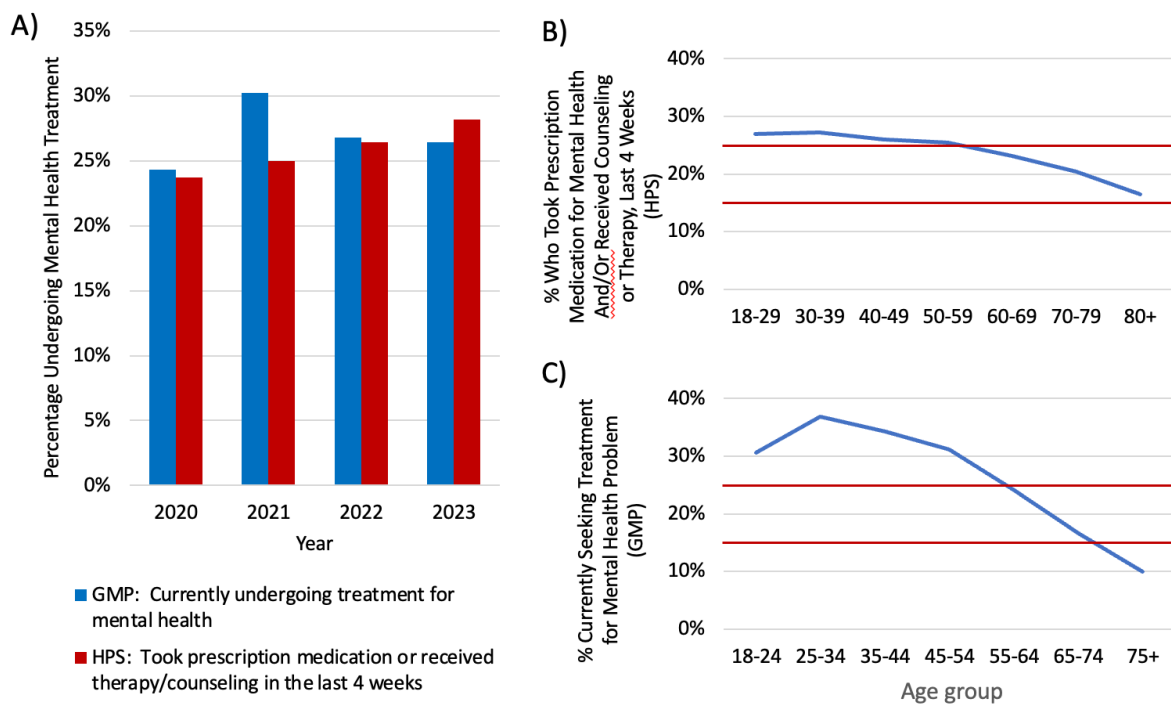 A)
Percentage Undergoing Mental Health Treatment
35%
30%
25%
20%
15%
10%
5%
0%
2020 2021 2022 2023
Year
GMP: Currently undergoing treatment for
mental health
HPS: Took prescription medication or received
therapy/counseling in the last 4 weeks
B)
% Who Took Prescription
Medication for Mental Health
And/Or Received Counseling
or Therapy, Last 4 Weeks
(HPS)
40%
30%
20%
10%
0%
18-29 30-39 40-49 50-59 60-69 70-79 80+
C)
% Currently Seeking Treatment
for Mental Health Problem
(GMP)
40%
30%
20%
10%
0%
18-24 25-34 35-44 45-54 55-64 65-74 75+
Age group